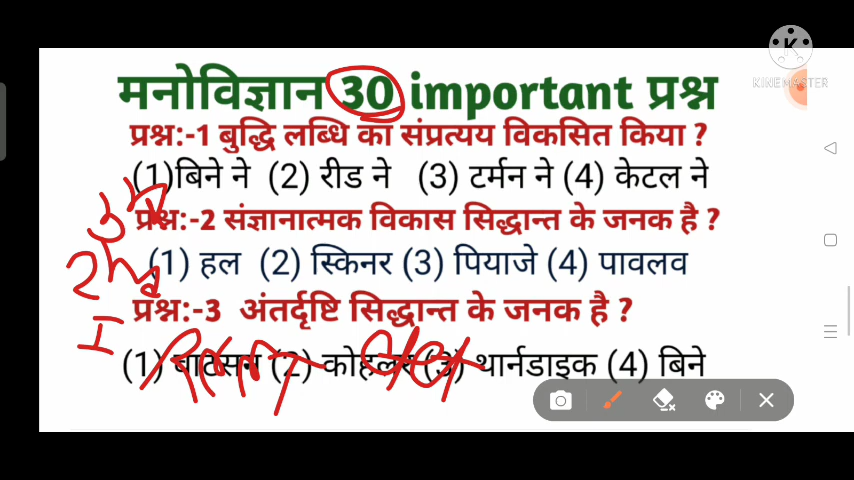 KINEMASTER
मनोविज्ञान 30 important प्रश्न
प्रश्न:-1 बुद्धि लब्धि का संप्रत्यय विकसित किया ?
(1)बिने ने (2) रीड ने (3) टर्मन ने (4) केटल ने
प्रश्न:-2 संज्ञानात्मक विकास सिद्धान्त के जनक है ?
(1) हल (2) स्किनर (3) पियाजे (4) पावलव
प्रश्न:-3 अंतर्दृष्टि सिद्धान्त के जनक है ?
(1) वाटसन (2) कोहलर (3) थार्नडाइक (4) बिने